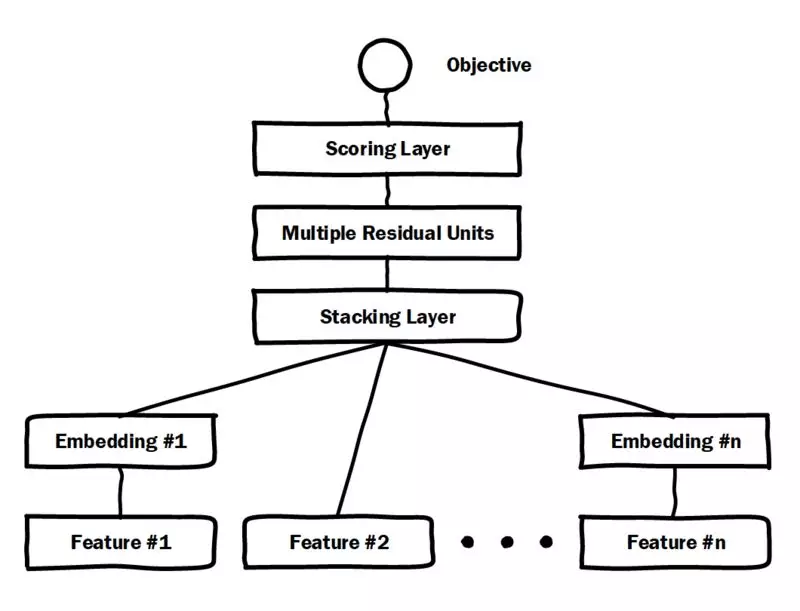 Objective
Scoring Layer
Multiple Residual Units
Stacking Layer
Embedding #1
Embedding #n
Feature #1
Feature #2
Feature #n